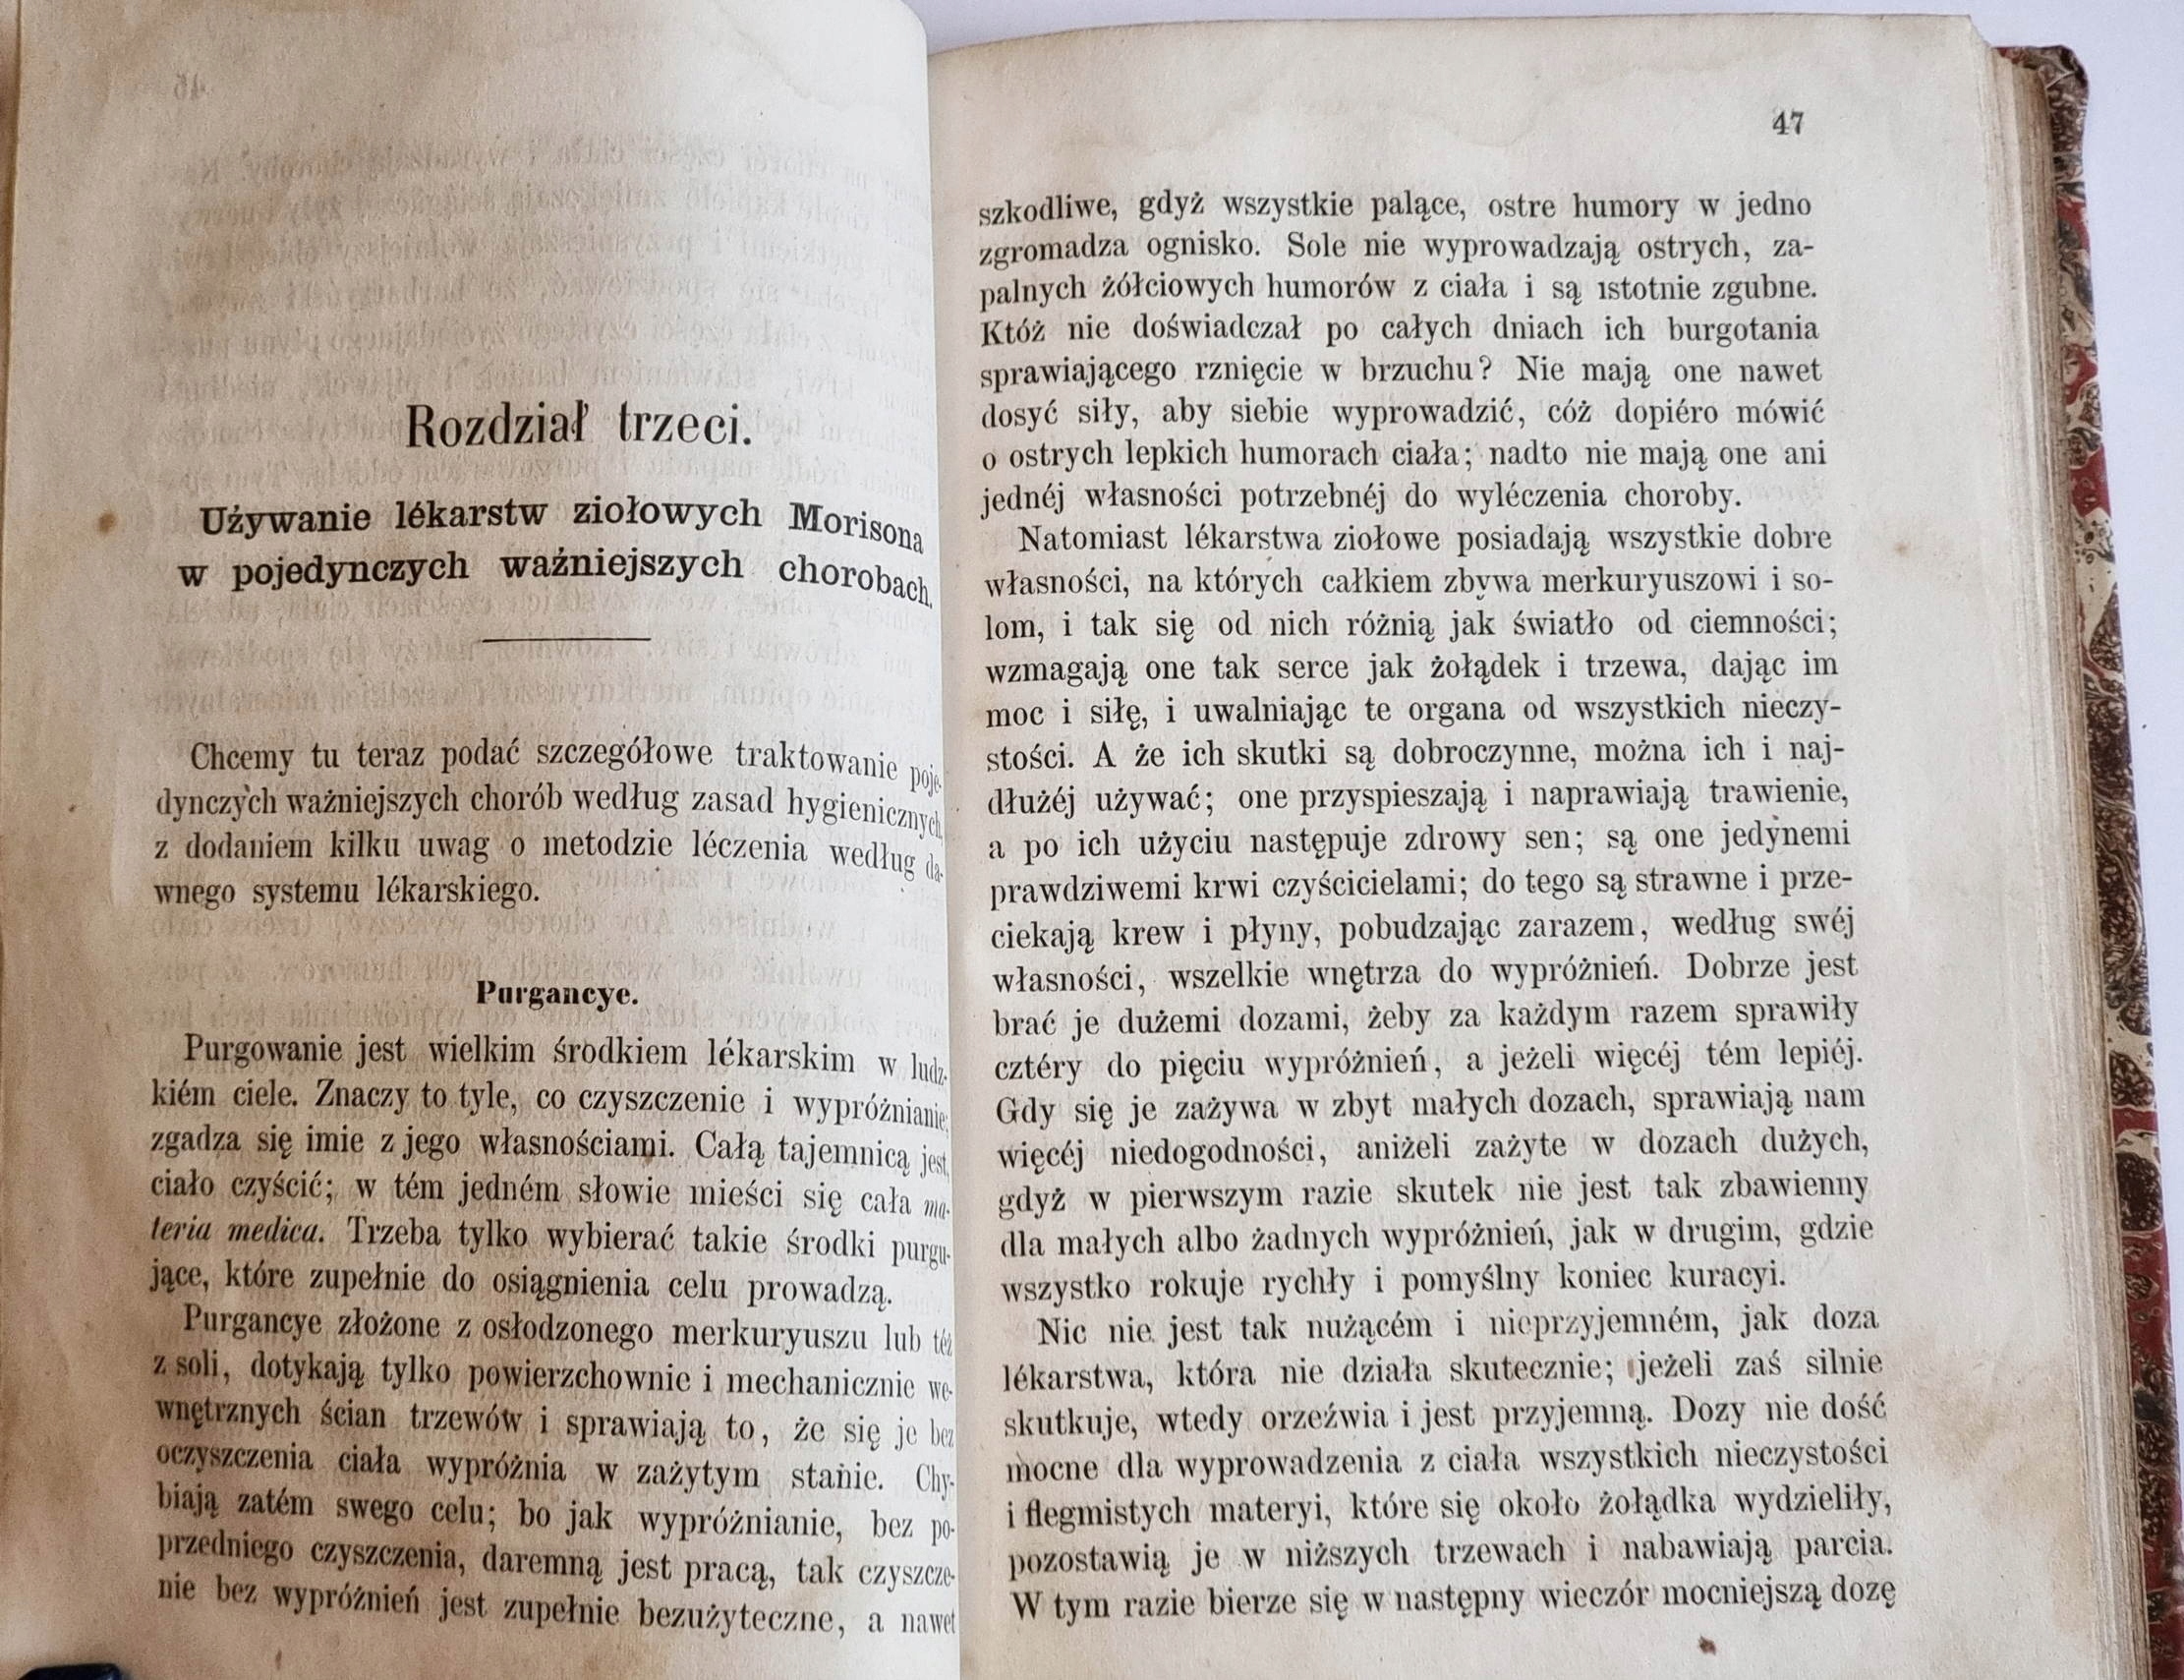 Rozdział trzeci.
Używanie lékarstw ziołowych Morisona
w pojedynczych ważniejszych chorobach.
Chcemy tu teraz podać szczegółowe traktowanie poje-
dynczych ważniejszych chorób według zasad hygienicznych,
z dodaniem kilku uwag o metodzie léczenia według da-
wnego systemu lékarskiego.
Purgancye.
Purgowanie jest wielkim środkiem lékarskim w ludz-
kiém ciele. Znaczy to tyle, co czyszczenie i wypróżnianie;
zgadza się imie z jego własnościami. Całą tajemnicą jest,
ciało czyścić; w tém jedném słowie mieści się cała ma-
teria medica. Trzeba tylko wybierać takie środki purgu-
jące, które zupełnie do osiągnienia celu prowadzą.
Purgancye złożone z osłodzonego merkuryuszu lub téż
z soli, dotykają tylko powierzchownie i mechanicznie we-
wnętrznych ścian trzewów i sprawiają to, że się je bez
oczyszczenia ciała wypróżnia w zażytym stanie. Chy-
biają zatém swego celu; bo jak wypróżnianie, bez po-
przedniego czyszczenia, daremną jest pracą, tak czyszcze-
nie bez wypróżnień jest zupełnie bezużyteczne, a nawet
47
szkodliwe, gdyż wszystkie palące, ostre humory w jedno
zgromadza ognisko. Sole nie wyprowadzają ostrych, za-
palnych żółciowych humorów z ciała i są istotnie zgubne.
Któż nie doświadczał po całych dniach ich burgotania
sprawiającego rznięcie w brzuchu? Nie mają one nawet
dosyć siły, aby siebie wyprowadzić, cóż dopiéro mówić
o ostrych lepkich humorach ciała; nadto nie mają one ani
jednéj własności potrzebnéj do wyléczenia choroby.
Natomiast lékarstwa ziołowe posiadają wszystkie dobre
własności, na których całkiem zbywa merkuryuszowi i so-
lom, i tak się od nich różnią jak światło od ciemności;
wzmagają one tak serce jak żołądek i trzewa, dając im
moc i siłę, i uwalniając te organa od wszystkich nieczy-
stości. A że ich skutki są dobroczynne, można ich i naj-
dłużéj używać; one przyspieszają i naprawiają trawienie,
a po ich użyciu następuje zdrowy sen; są one jedynemi
prawdziwemi krwi czyścicielami; do tego są strawne i prze-
ciekają krew i płyny, pobudzając zarazem, według swéj
własności, wszelkie wnętrza do wypróżnień. Dobrze jest
brać je dużemi dozami, żeby za każdym razem sprawiły
cztéry do pięciu wypróżnień, a jeżeli więcéj tém lepiéj.
Gdy się je zażywa w zbyt małych dozach, sprawiają nam
więcéj niedogodności, aniżeli zażyte w dozach dużych,
gdyż w pierwszym razie skutek nie jest tak zbawienny
dla małych albo żadnych wypróżnień, jak w drugim, gdzie
wszystko rokuje rychły i pomyślny koniec kuracyi.
Nic nie jest tak nużącém i nieprzyjemném, jak doza
lékarstwa, która nie działa skutecznie; jeżeli zaś silnie
skutkuje, wtedy orzeźwia i jest przyjemną. Dozy nie dość
mocne dla wyprowadzenia z ciała wszystkich nieczystości
i flegmistych materyi, które się około żołądka wydzieliły,
pozostawią je w niższych trzewach i nabawiają parcia.
W tym razie bierze się w następny wieczór mocniejszą dozę